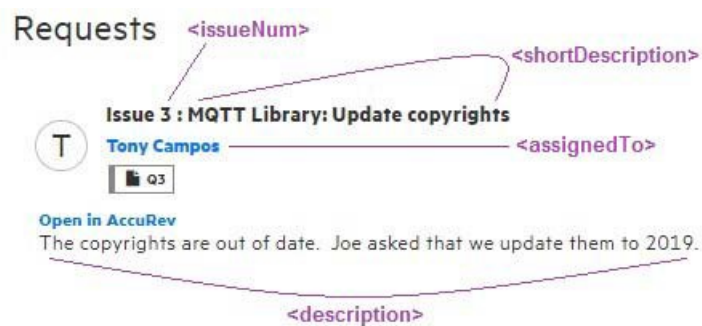 Requests <issueNum>
<shortDescription>
Issue 3 : MQTT Library: Update copyrights
T
Tony Campos <assignedTo>
Q3
Open in AccuRev
The copyrights are out of date. Joe asked that we update them to 2019.
<description>